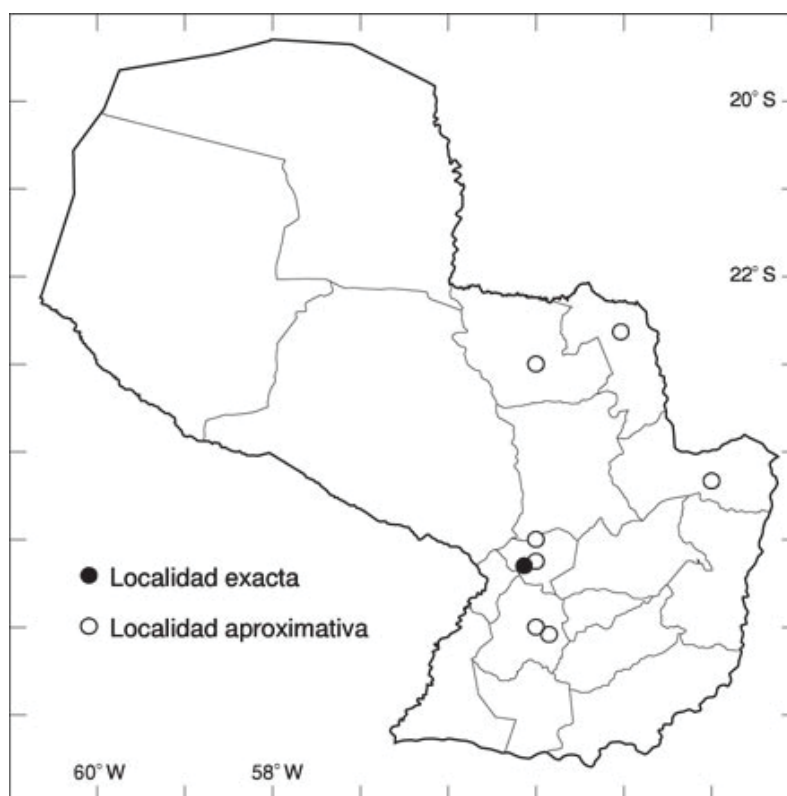 20° S
22° S
Localidad exacta
Localidad aproximativa
60° W
58° W